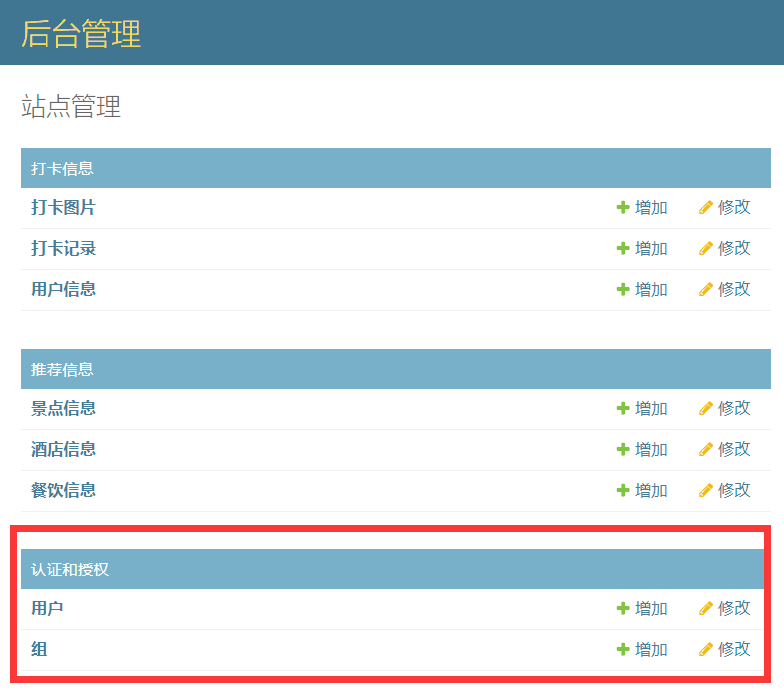 后台管理
站点管理
打卡信息
打卡图片 增加 修改
打卡记录 增加 修改
用户信息 增加 修改
推荐信息
景点信息 增加 修改
酒店信息 增加 修改
餐饮信息 增加 修改
认证和授权
用户 增加 修改
组 增加 修改